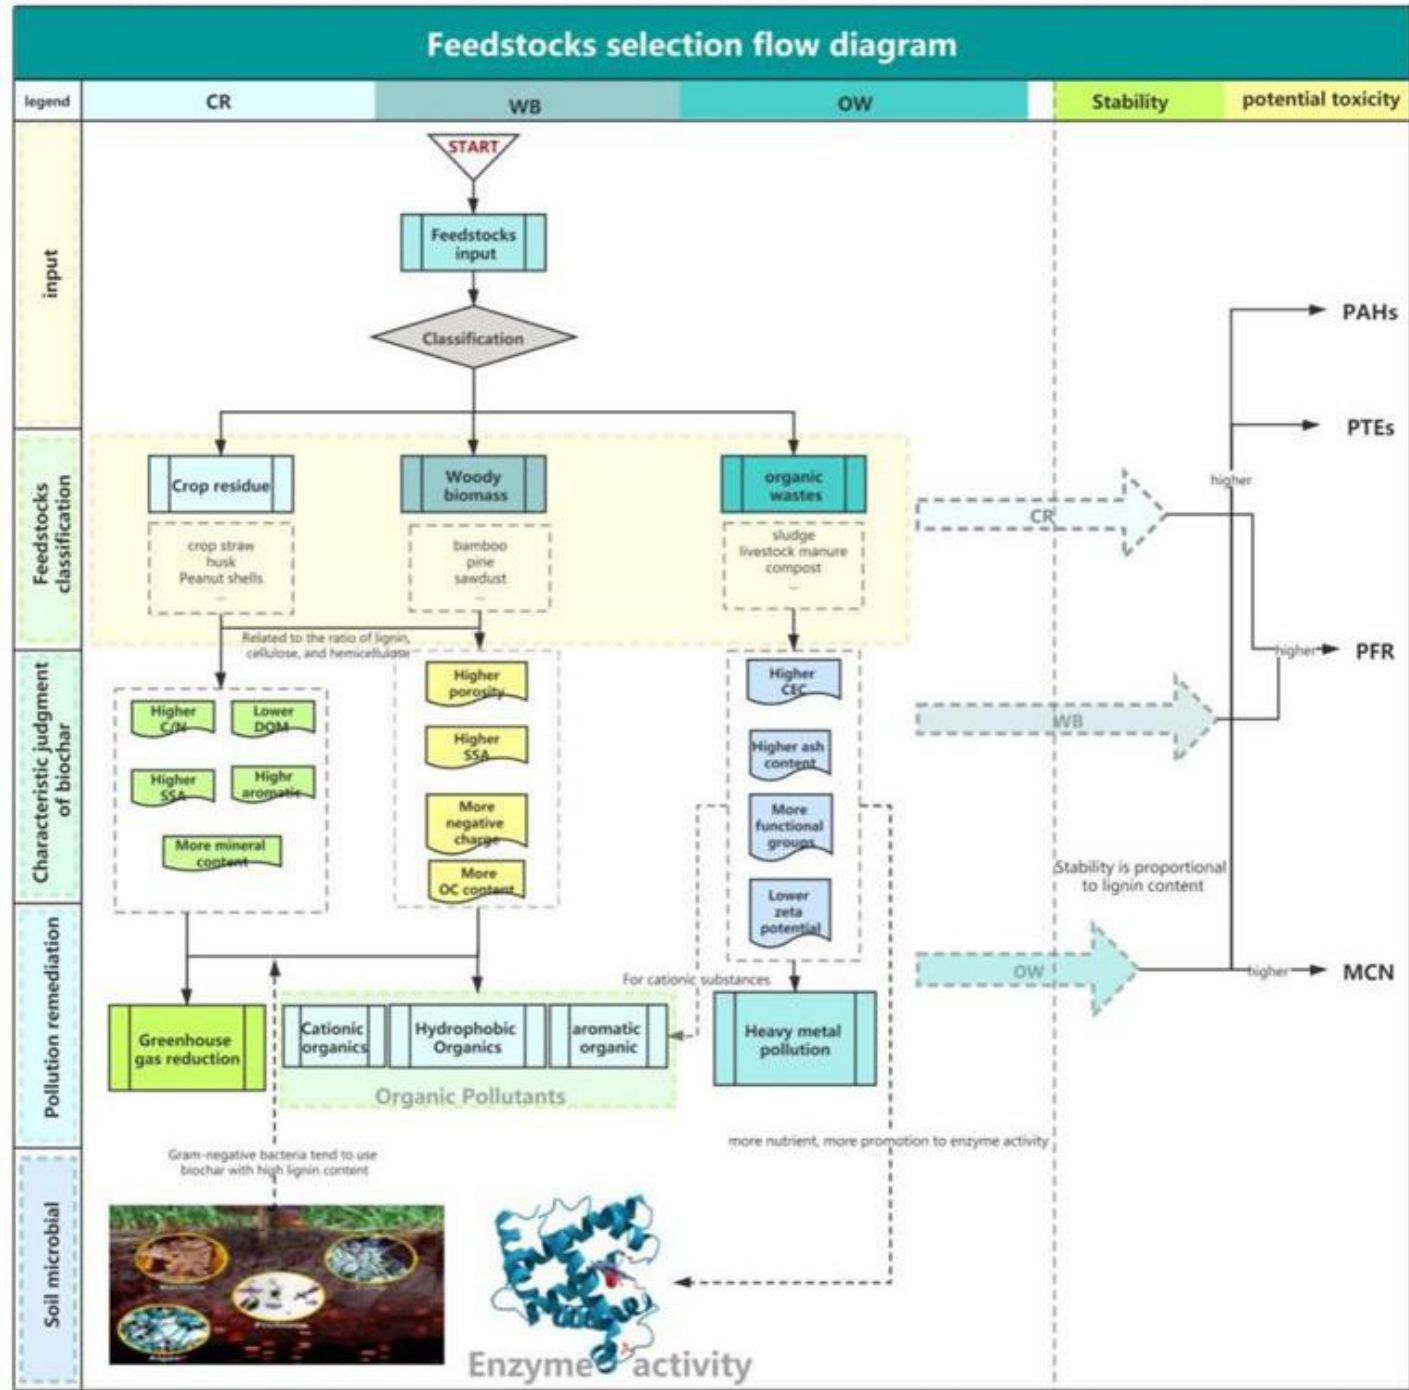 Feedstocks selection flow diagram
legend
CR
WB
OW
Stability
potential toxicity
input
START
Feedstocks
input
Classification
PAHs
PTEs
higher
Feedstocks
classification
Crop residue
crop straw
husk
Peanut shells
...
Woody
biomass
bamboo
pine
sawdust
...
organic
wastes
sludge
livestock manure
compost
...
CR
Related to the ratio of lignin,
cellulose, and hemicellulose
higher
PFR
WB
Characteristic judgment
of biochar
Higher
C/N
Lower
DOM
Higher
SSA
Highr
aromatic
More mineral
content
Higher
porosity
Higher
SSA
More
negative
charge
More
OC content
Higher
CEC
Higher ash
content
More
functional
groups
Lower
zeta
potential
Stability is proportional
to lignin content
OW
higher
MCN
Pollution remediation
For cationic substances
Greenhouse
gas reduction
Cationic
organics
Hydrophobic
Organics
aromatic
organic
Organic Pollutants
Heavy metal
pollution
more nutrient, more promotion to enzyme activity
Soil microbial
Gram-negative bacteria tend to use
biochar with high lignin content
Enzyme activity